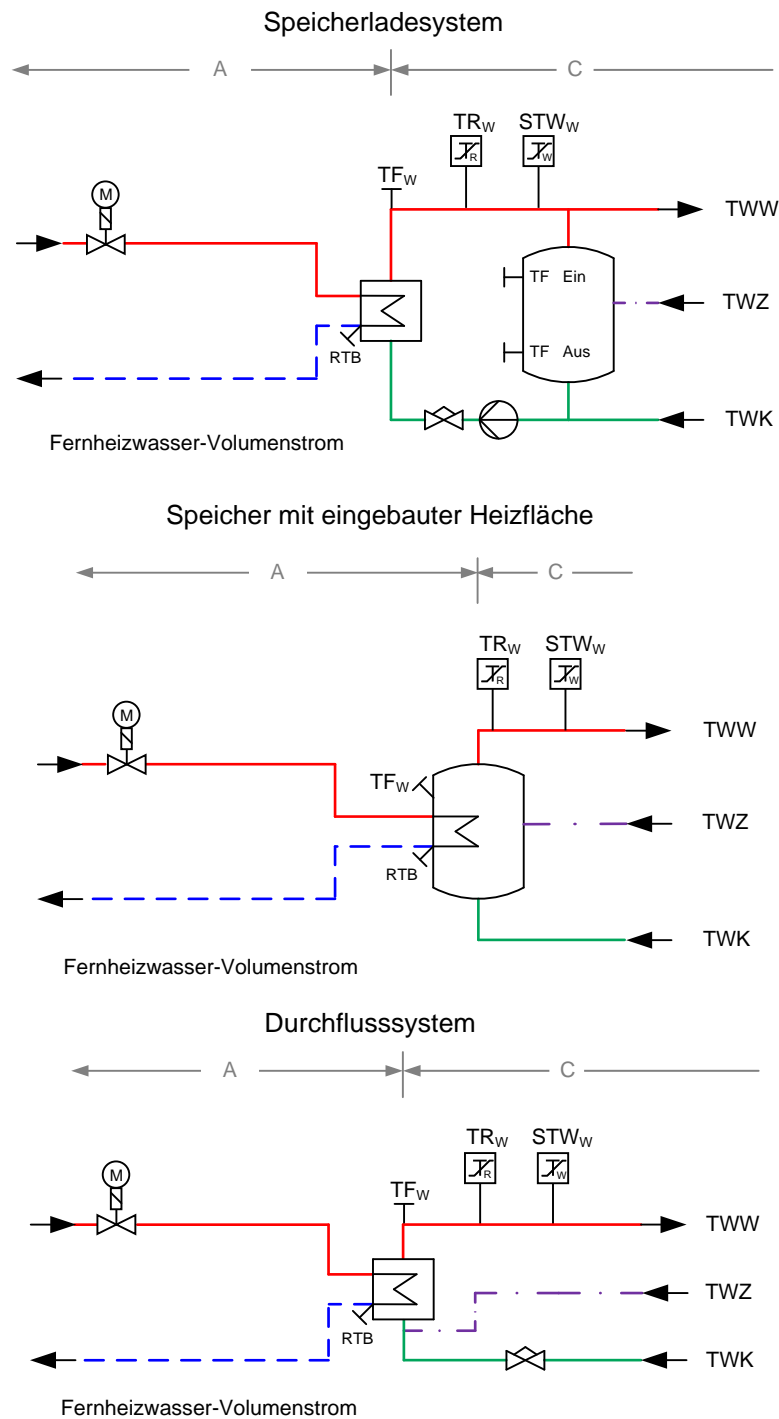 Speicherladesystem
A C
TRW STWW
R W
M
TFW
TWW
TF Ein
TWZ
RTB
TF Aus
TWK
Fernheizwasser-Volumenstrom
Speicher mit eingebauter Heizfläche
A C
TRW STWW
R W
M
TWW
TFW
TWZ
RTB
TWK
Fernheizwasser-Volumenstrom
Durchflusssystem
A C
TRW STWW
R W
M
TFW
TWW
TWZ
RTB
TWK
Fernheizwasser-Volumenstrom